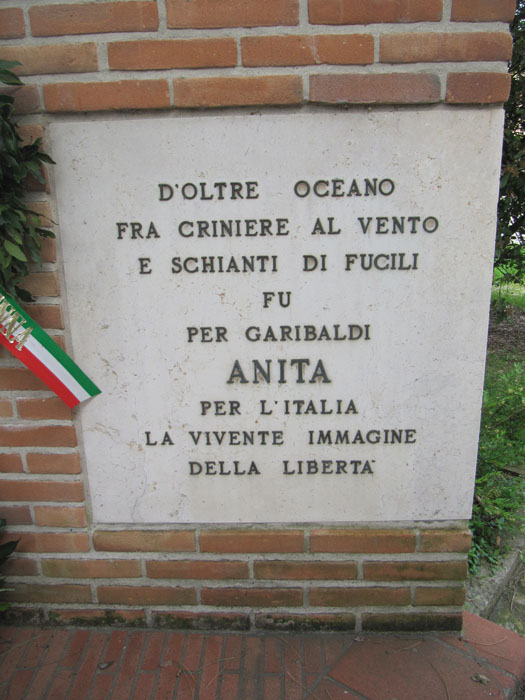 D'OLTRE OCEANO
FRA CRINIERE AL VENTO
E SCHIANTI DI FUCILI
FU
PER GARIBALDI
ANITA
PER L'ITALIA
LA VIVENTE IMMAGINE
DELLA LIBERTA'